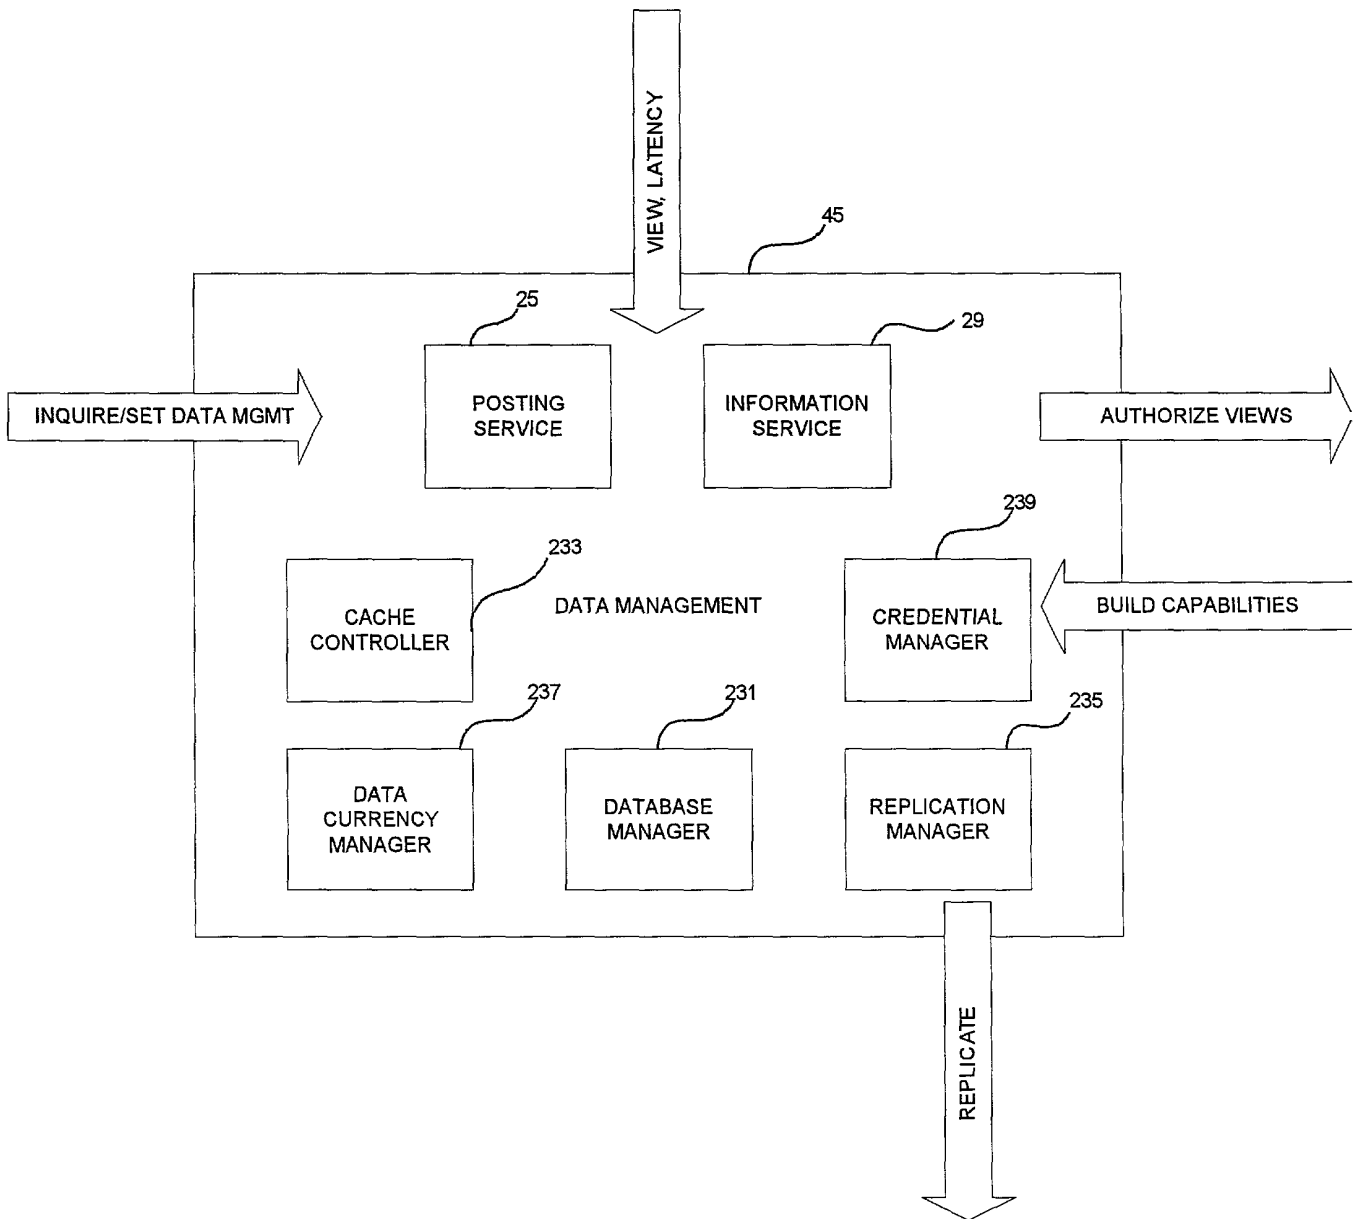 VIEW, LATENCY
45
25
29
INQUIRE/SET DATA MGMT
POSTING
SERVICE
INFORMATION
SERVICE
AUTHORIZE VIEWS
239
233
CACHE
CONTROLLER
DATA MANAGEMENT
CREDENTIAL
MANAGER
BUILD CAPABILITIES
237
231
235
DATA
CURRENCY
MANAGER
DATABASE
MANAGER
REPLICATION
MANAGER
REPLICATE